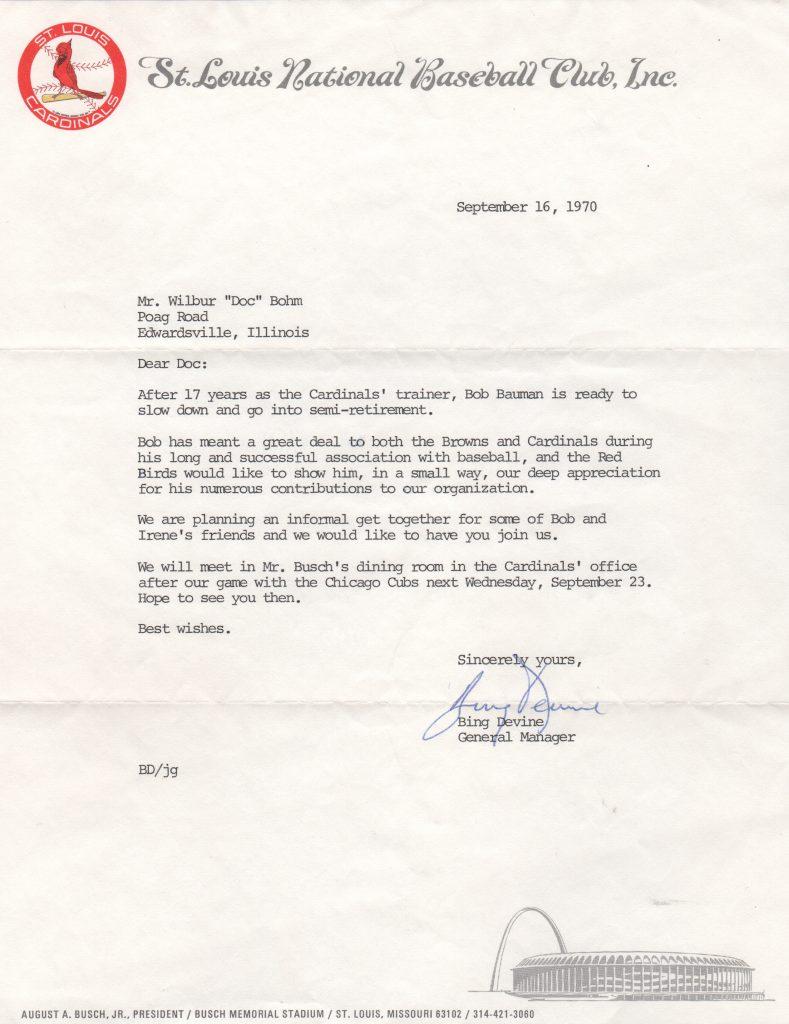 ST. LOUIS
CARDINALS
St. Louis National Baseball Club, Inc.
September 16, 1970
Mr. Wilbur "Doc" Bohm
Poag Road
Edwardsville, Illinois
Dear Doc:
After 17 years as the Cardinals' trainer, Bob Bauman is ready to
slow down and go into semi-retirement.
Bob has meant a great deal to both the Browns and Cardinals during
his long and successful association with baseball, and the Red
Birds would like to show him, in a small way, our deep appreciation
for his numerous contributions to our organization.
We are planning an informal get together for some of Bob and
Irene's friends and we would like to have you join us.
We will meet in Mr. Busch's dining room in the Cardinals' office
after our game with the Chicago Cubs next Wednesday, September 23.
Hope to see you then.
Best wishes.
Sincerely yours,
Bing Devine
Bing Devine
General Manager
BD/jg
AUGUST A. BUSCH, JR., PRESIDENT / BUSCH MEMORIAL STADIUM / ST. LOUIS, MISSOURI 63102 / 314-421-3060